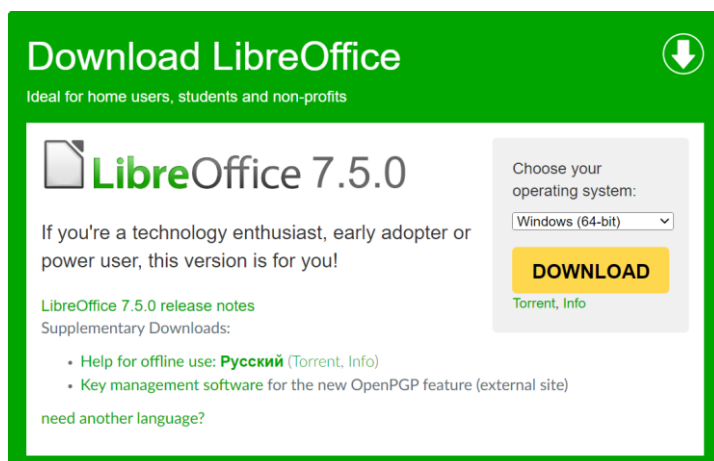 Download LibreOffice
Ideal for home users, students and non-profits
LibreOffice 7.5.0
If you're a technology enthusiast, early adopter or
power user, this version is for you!
LibreOffice 7.5.0 release notes
Supplementary Downloads:
• Help for offline use: Русский (Torrent, Info)
• Key management software for the new OpenPGP feature (external site)
need another language?
Choose your
operating system:
Windows (64-bit)
DOWNLOAD
Torrent, Info